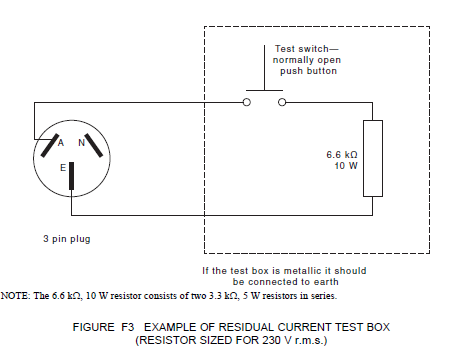 Test switch—
normally open
push button
A N
E
6.6 kΩ
10 W
3 pin plug
If the test box is metallic it should
be connected to earth
NOTE: The 6.6 kΩ, 10 W resistor consists of two 3.3 kΩ, 5 W resistors in series.
FIGURE F3 EXAMPLE OF RESIDUAL CURRENT TEST BOX
(RESISTOR SIZED FOR 230 V r.m.s.)